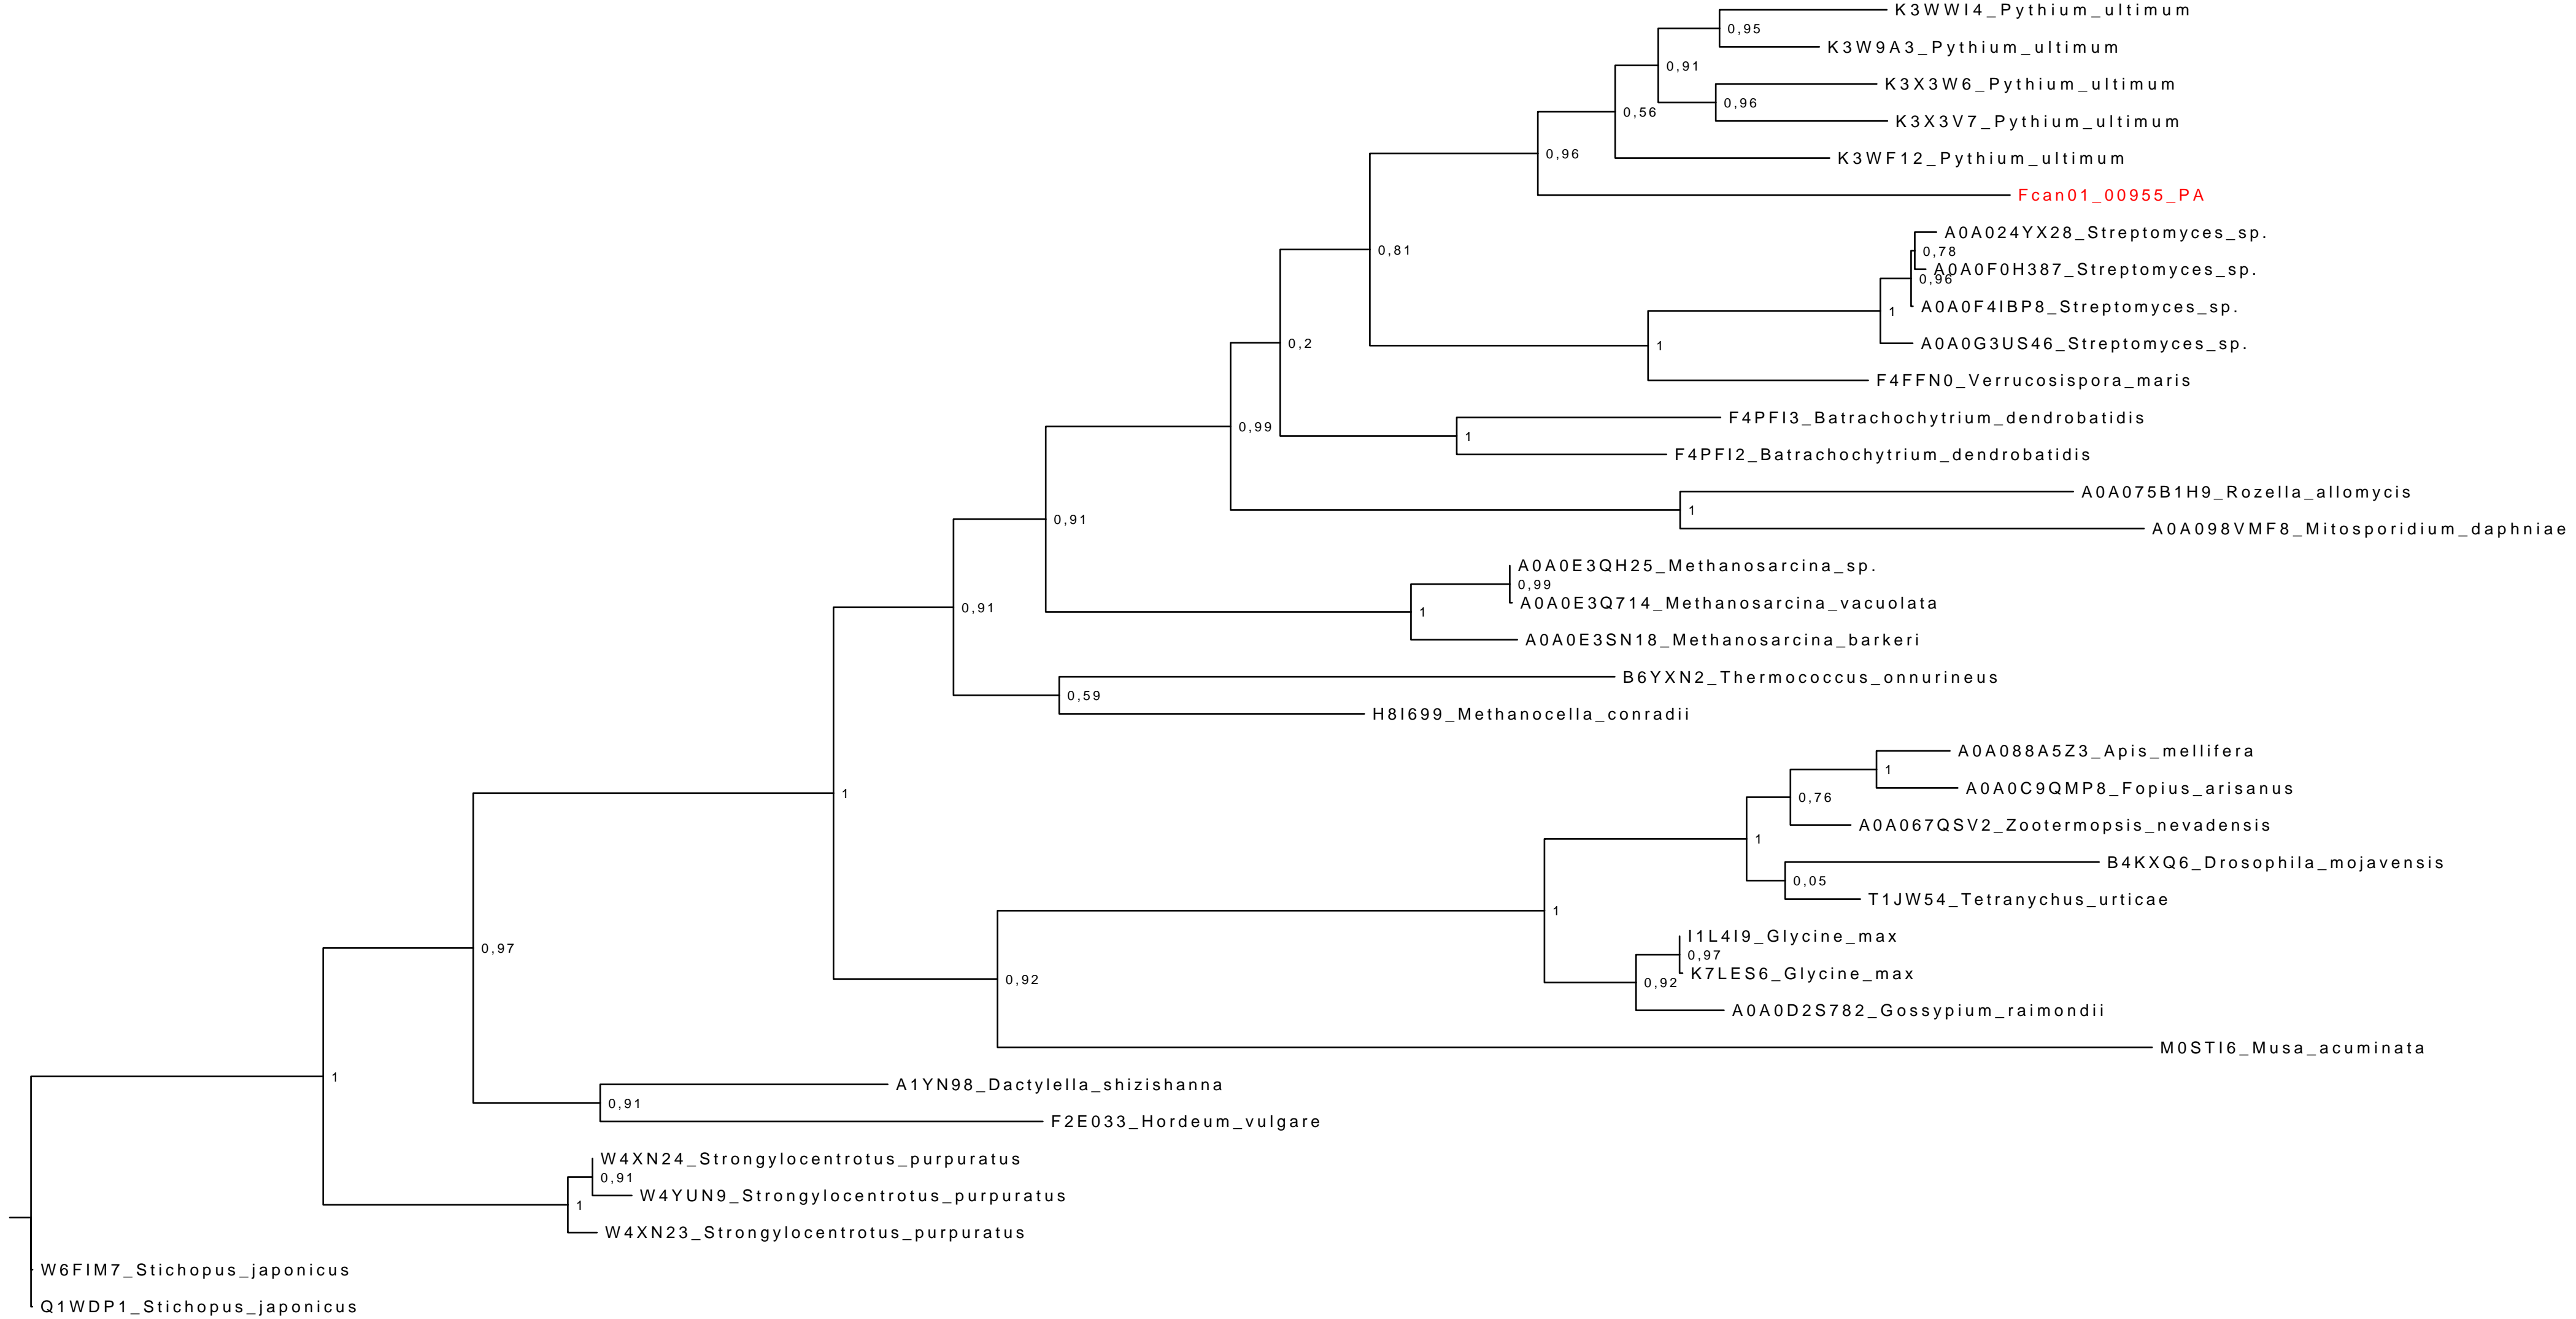 K3WWI4_Pythium_ultimum
0,95
K3W9A3_Pythium_ultimum
0,91
K3X3W6_Pythium_ultimum
0,96
0,56
K3X3V7_Pythium_ultimum
0,96
K3WF12_Pythium_ultimum
Fcan01_00955_PA
A0A024YX28_Streptomyces_sp.
0,81
0,78
A0A0F0H387_Streptomyces_sp.
0,96
A0A0F4IBP8_Streptomyces_sp.
1
0,2
A0A0G3US46_Streptomyces_sp.
1
F4FFN0_Verrucosispora_maris
F4PFI3_Batrachochytrium_dendrobatidis
0,99
1
F4PFI2_Batrachochytrium_dendrobatidis
A0A075B1H9_Rozella_allomycis
1
0,91
A0A098VMF8_Mitosporidium_daphniae
A0A0E3QH25_Methanosarcina_sp.
0,99
A0A0E3Q714_Methanosarcina_vacuolata
0,91
1
A0A0E3SN18_Methanosarcina_barkeri
B6YXN2_Thermococcus_onnurineus
0,59
H8I699_Methanocella_conradii
A0A088A5Z3_Apis_mellifera
1
A0A0C9QMP8_Fopius_arisanus
1
0,76
A0A067QSV2_Zootermopsis_nevadensis
1
B4KXQ6_Drosophila_mojavensis
0,05
T1JW54_Tetranychus_urticae
1
I1L4I9_Glycine_max
0,97
0,97
K7LES6_Glycine_max
0,92
0,92
A0A0D2S782_Gossypium_raimondii
M0STI6_Musa_acuminata
1
A1YN98_Dactylella_shizishanna
0,91
F2E033_Hordeum_vulgare
W4XN24_Strongylocentrotus_purpuratus
0,91
W4YUN9_Strongylocentrotus_purpuratus
1
W4XN23_Strongylocentrotus_purpuratus
W6FIM7_Stichopus_japonicus
Q1WDP1_Stichopus_japonicus